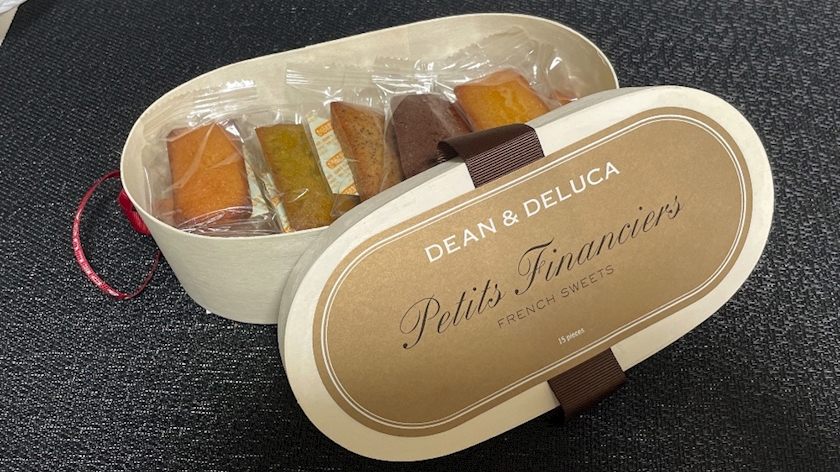 DEAN & DELUCA
Petits Financiers
FRENCH SWEETS
15 pieces